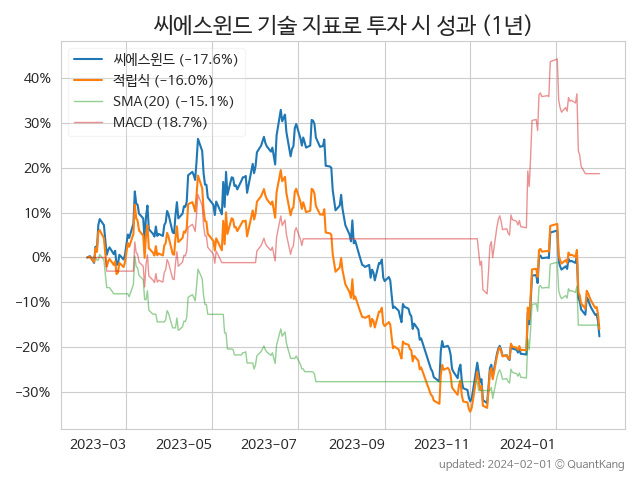 씨에스윈드 기술 지표로 투자 시 성과 (1년)
씨에스윈드 (−17.6%)
적립식 (−16.0%)
SMA(20) (−15.1%)
MACD (18.7%)
40%
30%
20%
10%
0%
−10%
−20%
−30%
2023-03
2023-05
2023-07
2023-09
2023-11
2024-01
updated: 2024-02-01 © QuantKang